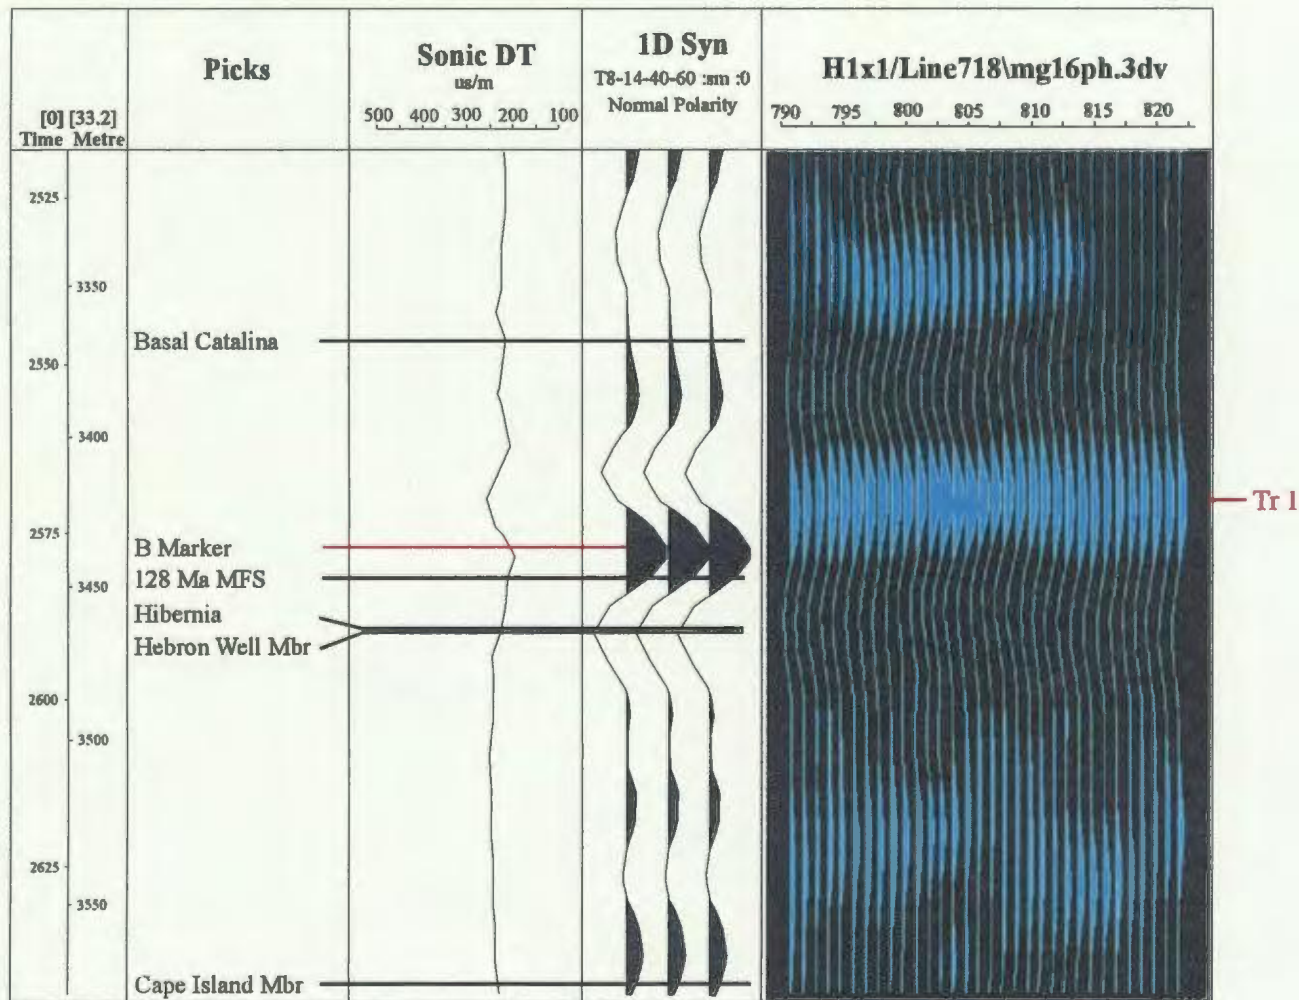 Picks
Sonic DT
us/m
500 400 300 200 100
1D Syn
T8-14-40-60 :sm :0
Normal Polarity
H1x1/Line718\mg16ph.3dv
790 795 800 805 810 815 820
[0] [33.2]
Time Metre
2525
3350
Basal Catalina
2550
3400
Tr 1
2575
B Marker
128 Ma MFS
3450
Hibernia
Hebron Well Mbr
2600
3500
2625
3550
Cape Island Mbr